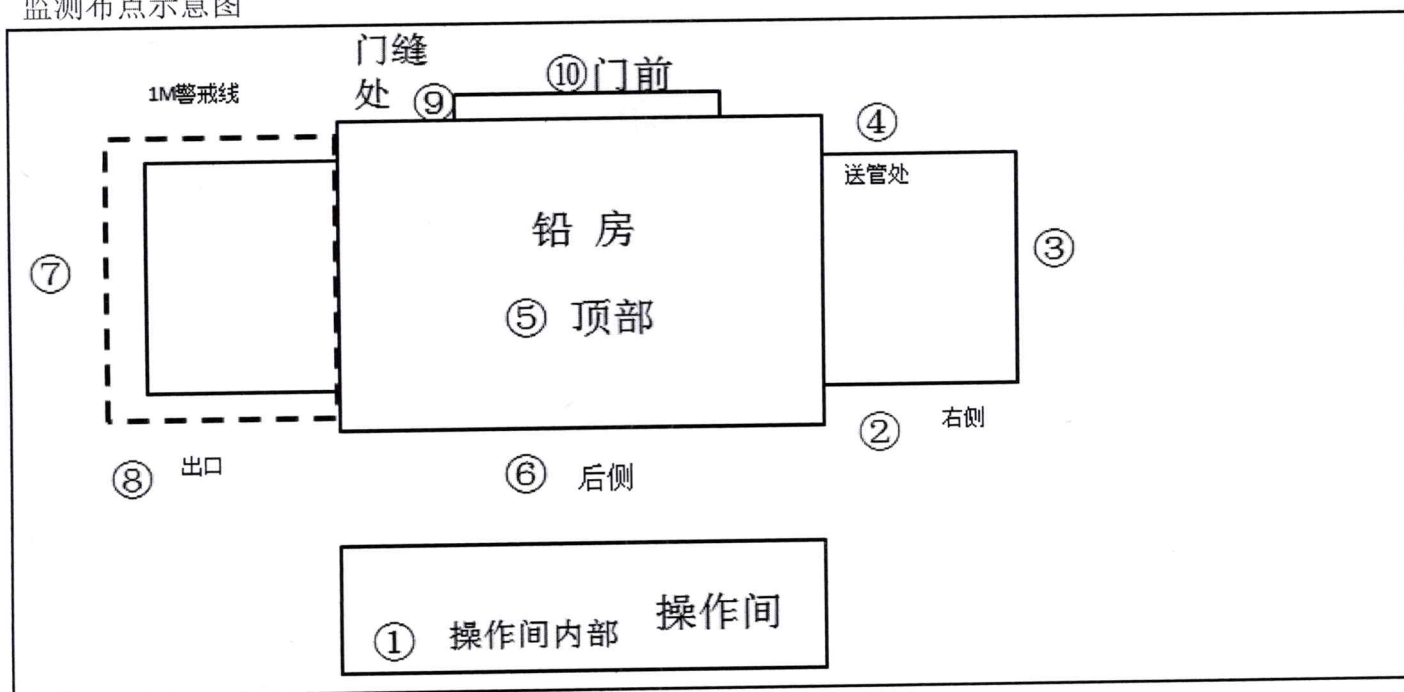 监测布点示意图
门缝
处
⑨
⑩门前
1M警戒线
④
送管处
铅 房
③
⑦
⑤ 顶部
②
右侧
⑧
出口
⑥
后侧
操作间
①
操作间内部